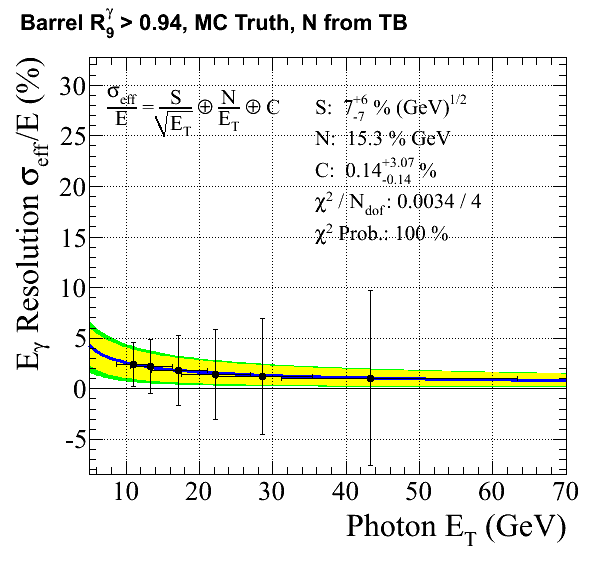 Barrel R₉^γ > 0.94, MC Truth, N from TB
σ_eff/E = S/√E_T ⊕ N/E_T ⊕ C
S: 7 +6 -7 % (GeV)^1/2
N: 15.3 % GeV
C: 0.14 +3.07 -0.14 %
χ² / N_dof : 0.0034 / 4
χ² Prob.: 100 %
E_γ Resolution σ_eff/E (%)
30
25
20
15
10
5
0
-5
10 20 30 40 50 60 70
Photon E_T (GeV)